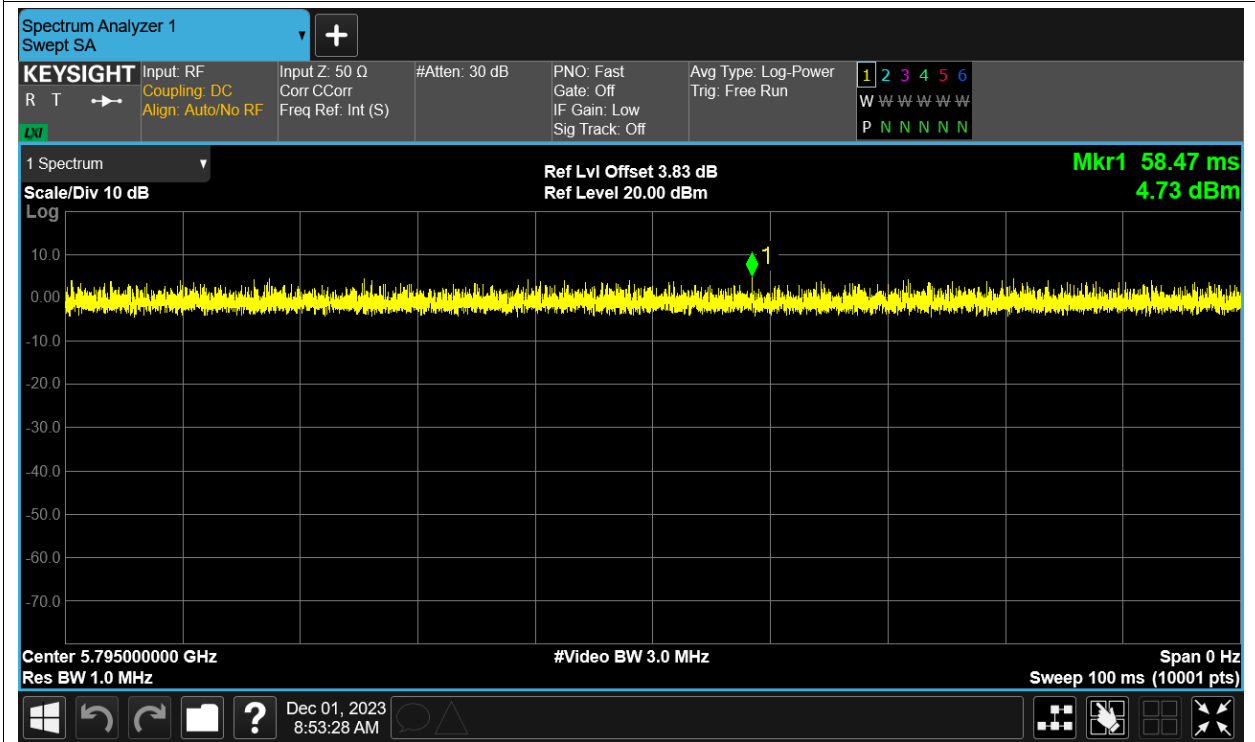 Spectrum Analyzer 1
Swept SA
KEYSIGHT
R T
LXI
Input: RF
Coupling: DC
Align: Auto/No RF
Input Z: 50 Ω
Corr CCorr
Freq Ref: Int (S)
#Atten: 30 dB
PNO: Fast
Gate: Off
IF Gain: Low
Sig Track: Off
Avg Type: Log-Power
Trig: Free Run
1 2 3 4 5 6
W W W W W W
P N N N N N
1 Spectrum
Scale/Div 10 dB
Log
Ref Lvl Offset 3.83 dB
Ref Level 20.00 dBm
Mkr1 58.47 ms
4.73 dBm
1
10.0
0.00
-10.0
-20.0
-30.0
-40.0
-50.0
-60.0
-70.0
Center 5.795000000 GHz
Res BW 1.0 MHz
#Video BW 3.0 MHz
Span 0 Hz
Sweep 100 ms (10001 pts)
?
Dec 01, 2023
8:53:28 AM